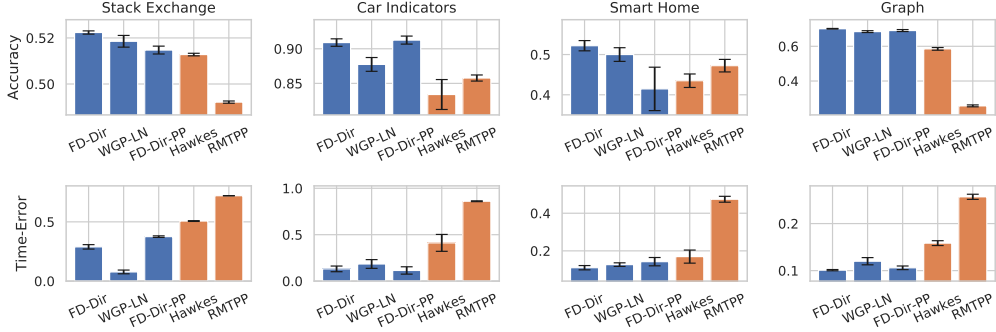 Stack Exchange Car Indicators Smart Home Graph
Accuracy
0.52
0.50
0.90
0.85
0.5
0.4
0.6
0.4
FD-Dir WGP-LN FD-Dir-PP Hawkes RMTPP
FD-Dir WGP-LN FD-Dir-PP Hawkes RMTPP
FD-Dir WGP-LN FD-Dir-PP Hawkes RMTPP
FD-Dir WGP-LN FD-Dir-PP Hawkes RMTPP
Time-Error
0.5
0.0
1.0
0.5
0.0
0.4
0.2
0.2
0.1
FD-Dir WGP-LN FD-Dir-PP Hawkes RMTPP
FD-Dir WGP-LN FD-Dir-PP Hawkes RMTPP
FD-Dir WGP-LN FD-Dir-PP Hawkes RMTPP
FD-Dir WGP-LN FD-Dir-PP Hawkes RMTPP